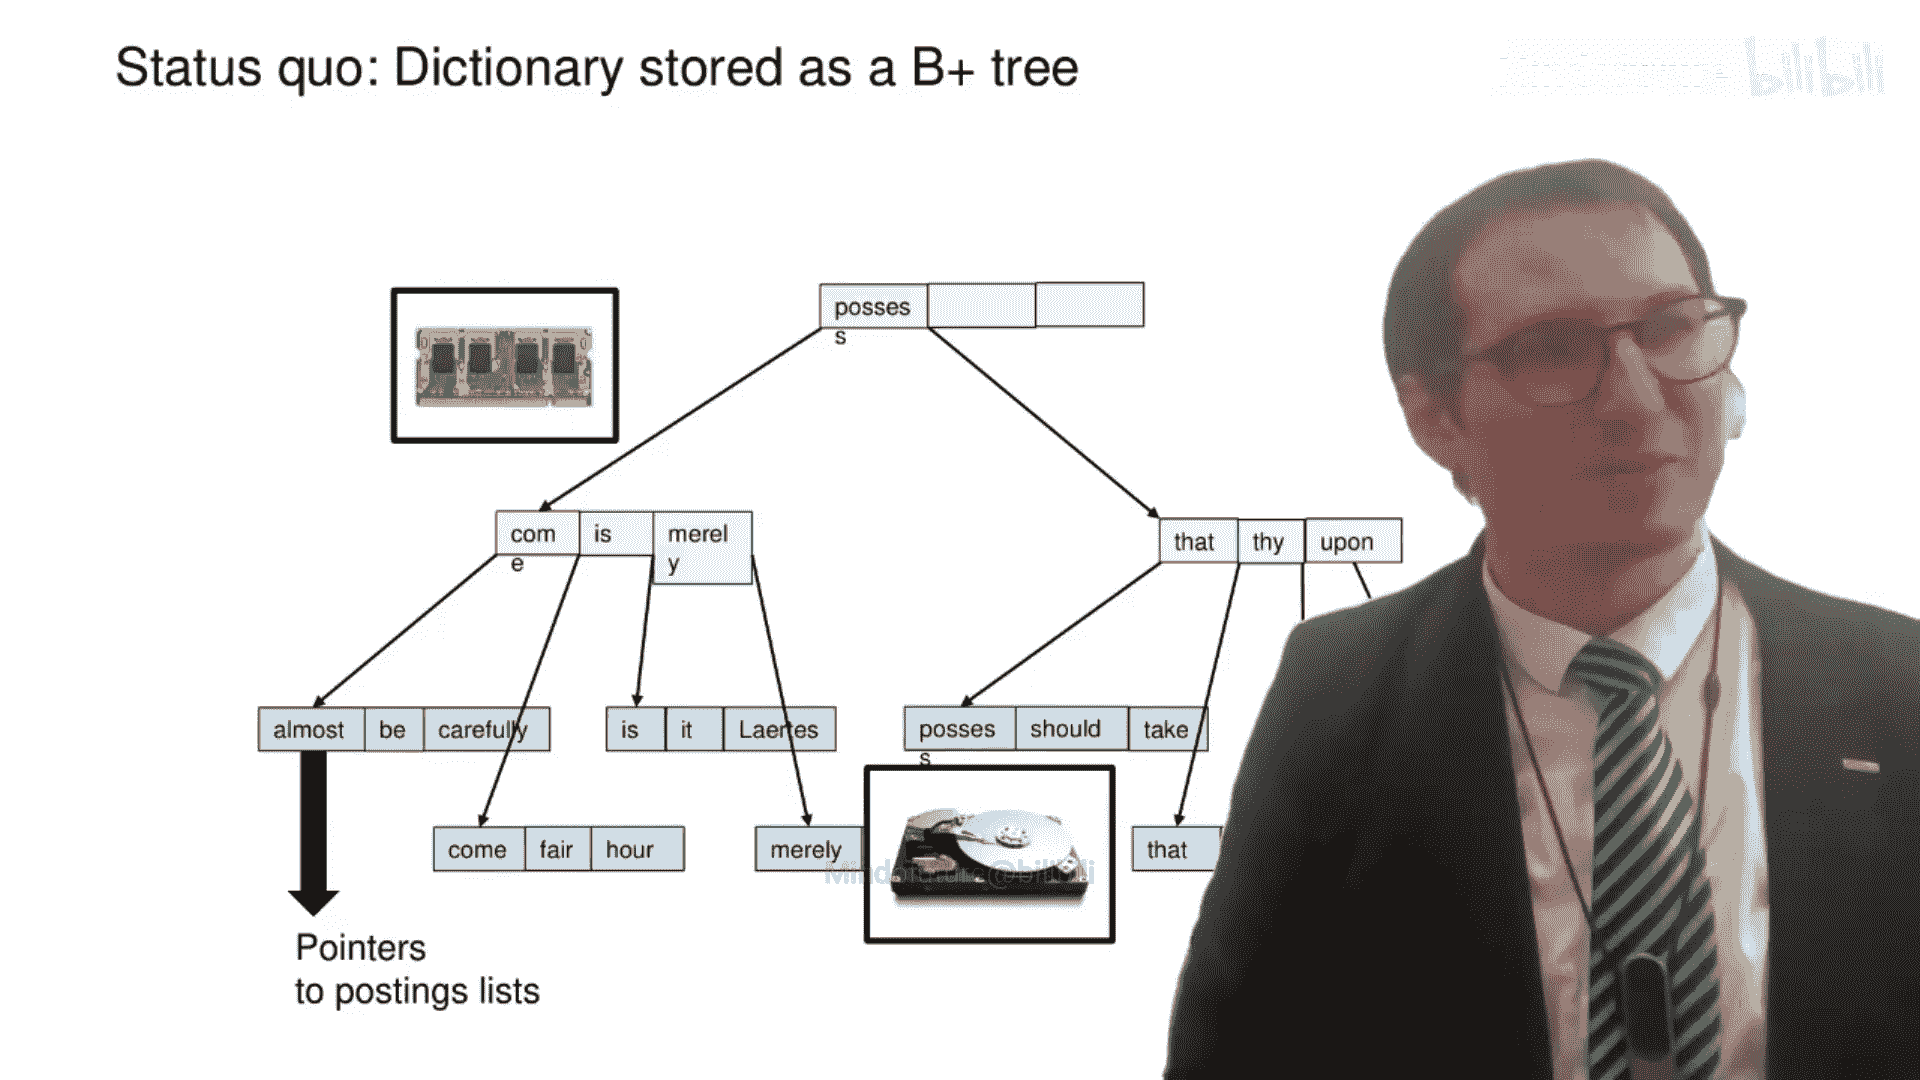 Status quo: Dictionary stored as a B+ tree
bilibili
posses
s
com is merel
e y
that thy upon
almost be carefully
is it Laertes
posses should take
s
come fair hour
merely
that
Pointers
to postings lists